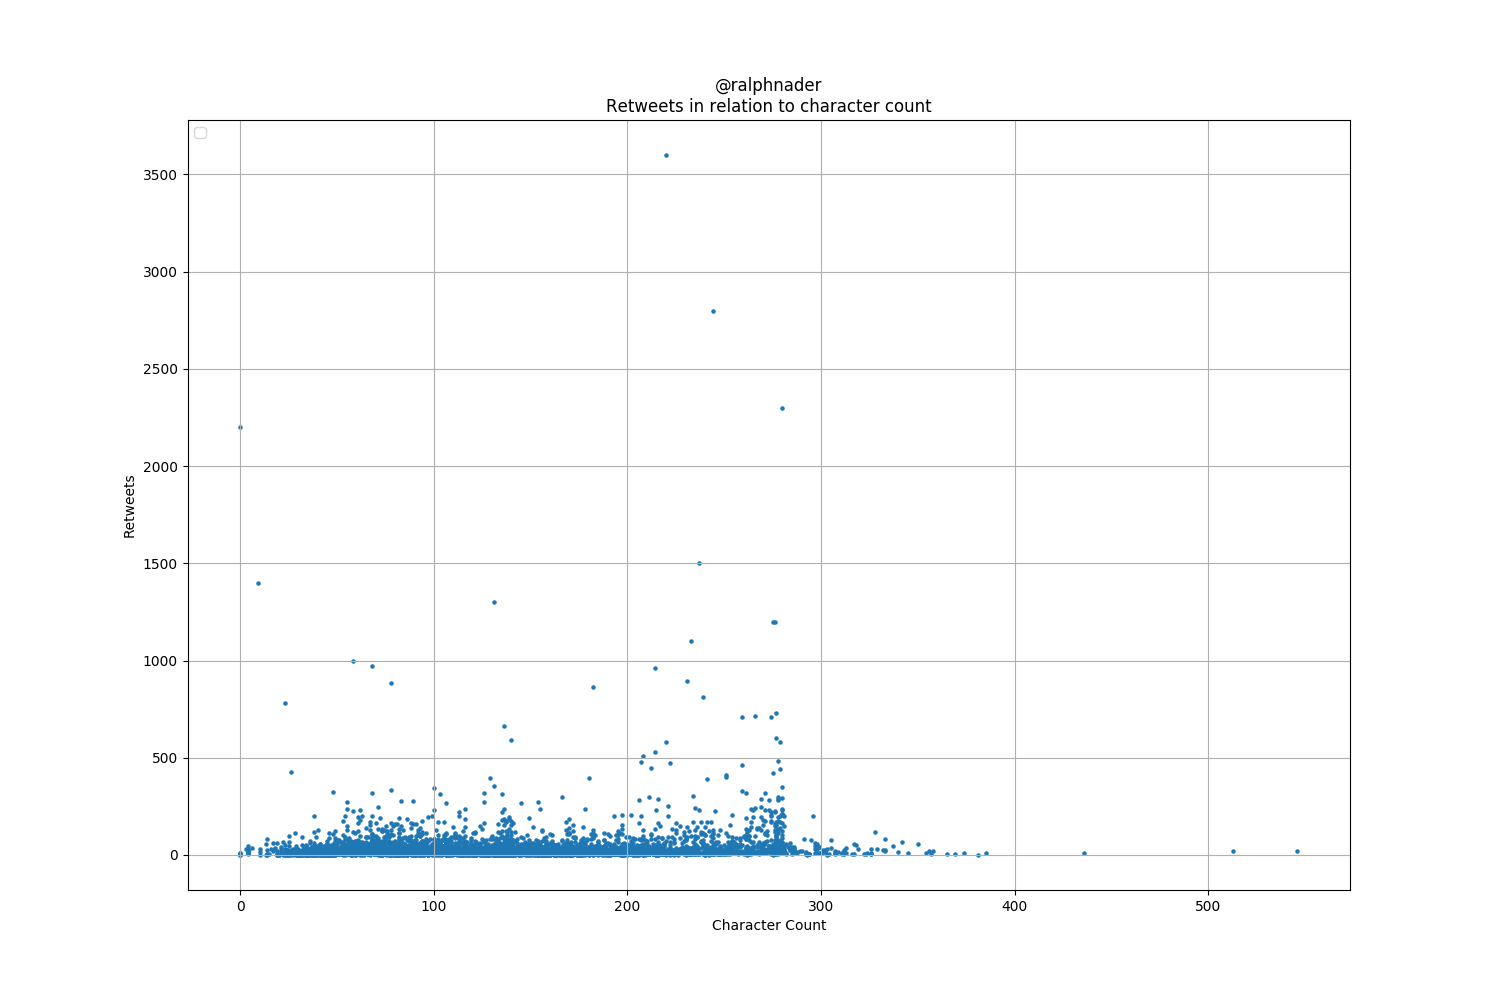 @ralphnader
Retweets in relation to character count
3500
3000
2500
2000
1500
1000
500
0
Retweets
0 100 200 300 400 500
Character Count